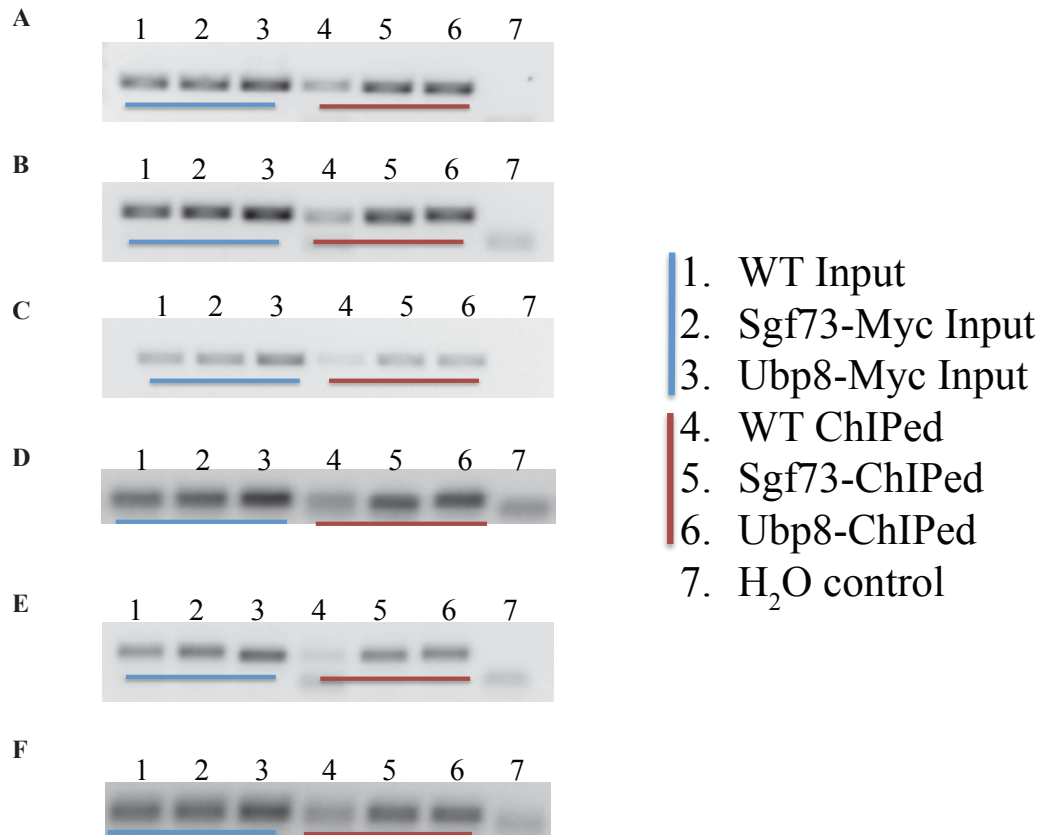 A
1 2 3 4 5 6 7
B
1 2 3 4 5 6 7
C
1 2 3 4 5 6 7
D
1 2 3 4 5 6 7
E
1 2 3 4 5 6 7
F
1 2 3 4 5 6 7
1. WT Input
2. Sgf73-Myc Input
3. Ubp8-Myc Input
4. WT ChIPed
5. Sgf73-ChIPed
6. Ubp8-ChIPed
7. H₂O control